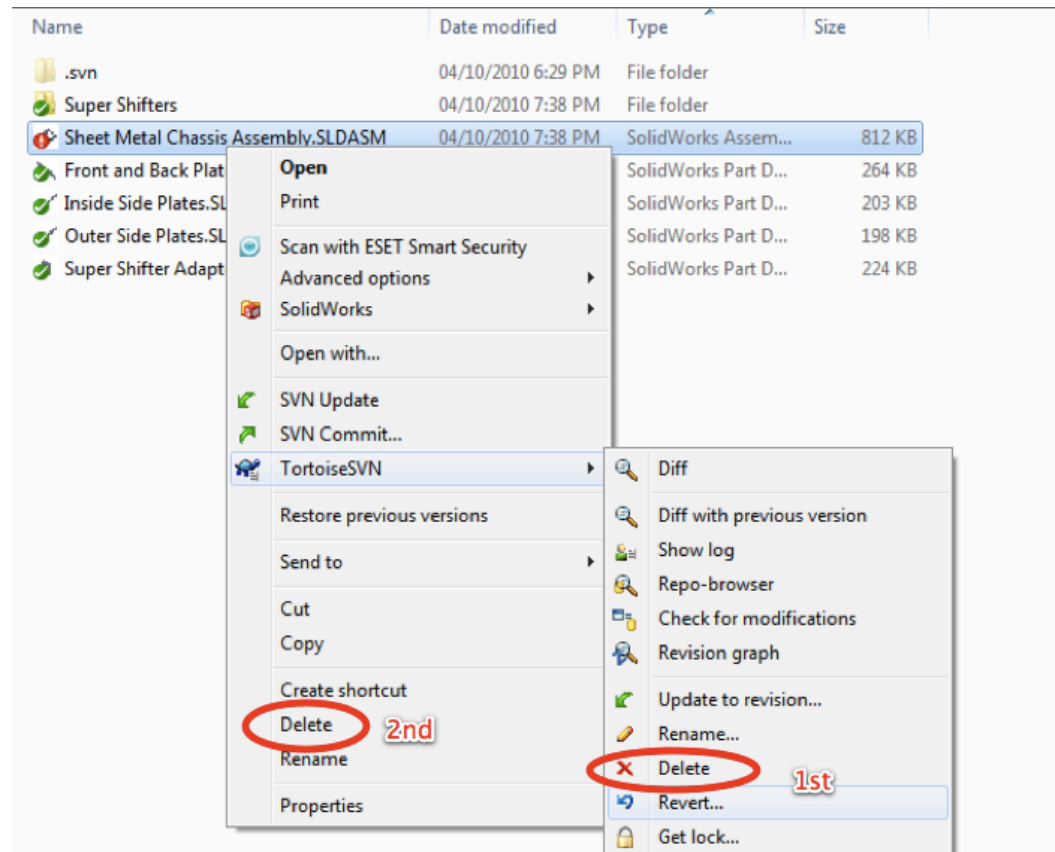 Name Date modified Type Size
.svn 04/10/2010 6:29 PM File folder
Super Shifters 04/10/2010 7:38 PM File folder
Sheet Metal Chassis Assembly.SLDASM 04/10/2010 7:38 PM SolidWorks Assem... 812 KB
Front and Back Plat SolidWorks Part D... 264 KB
Inside Side Plates.SL SolidWorks Part D... 203 KB
Outer Side Plates.SL SolidWorks Part D... 198 KB
Super Shifter Adapt SolidWorks Part D... 224 KB
Open
Print
Scan with ESET Smart Security
Advanced options
SolidWorks
Open with...
SVN Update
SVN Commit...
TortoiseSVN
Restore previous versions
Send to
Cut
Copy
Create shortcut
Delete 2nd
Rename
Properties
Diff
Diff with previous version
Show log
Repo-browser
Check for modifications
Revision graph
Update to revision...
Rename...
Delete 1st
Revert...
Get lock...